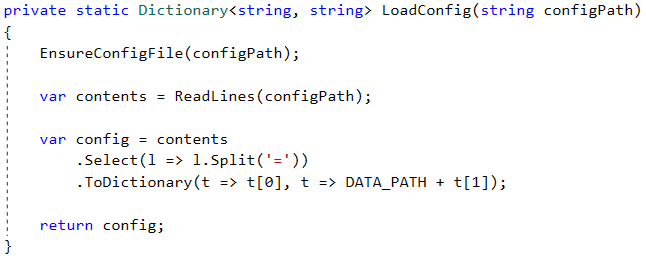 private static Dictionary<string, string> LoadConfig(string configPath)
{
    EnsureConfigFile(configPath);

    var contents = ReadLines(configPath);

    var config = contents
        .Select(l => l.Split('='))
        .ToDictionary(t => t[0], t => DATA_PATH + t[1]);

    return config;
}